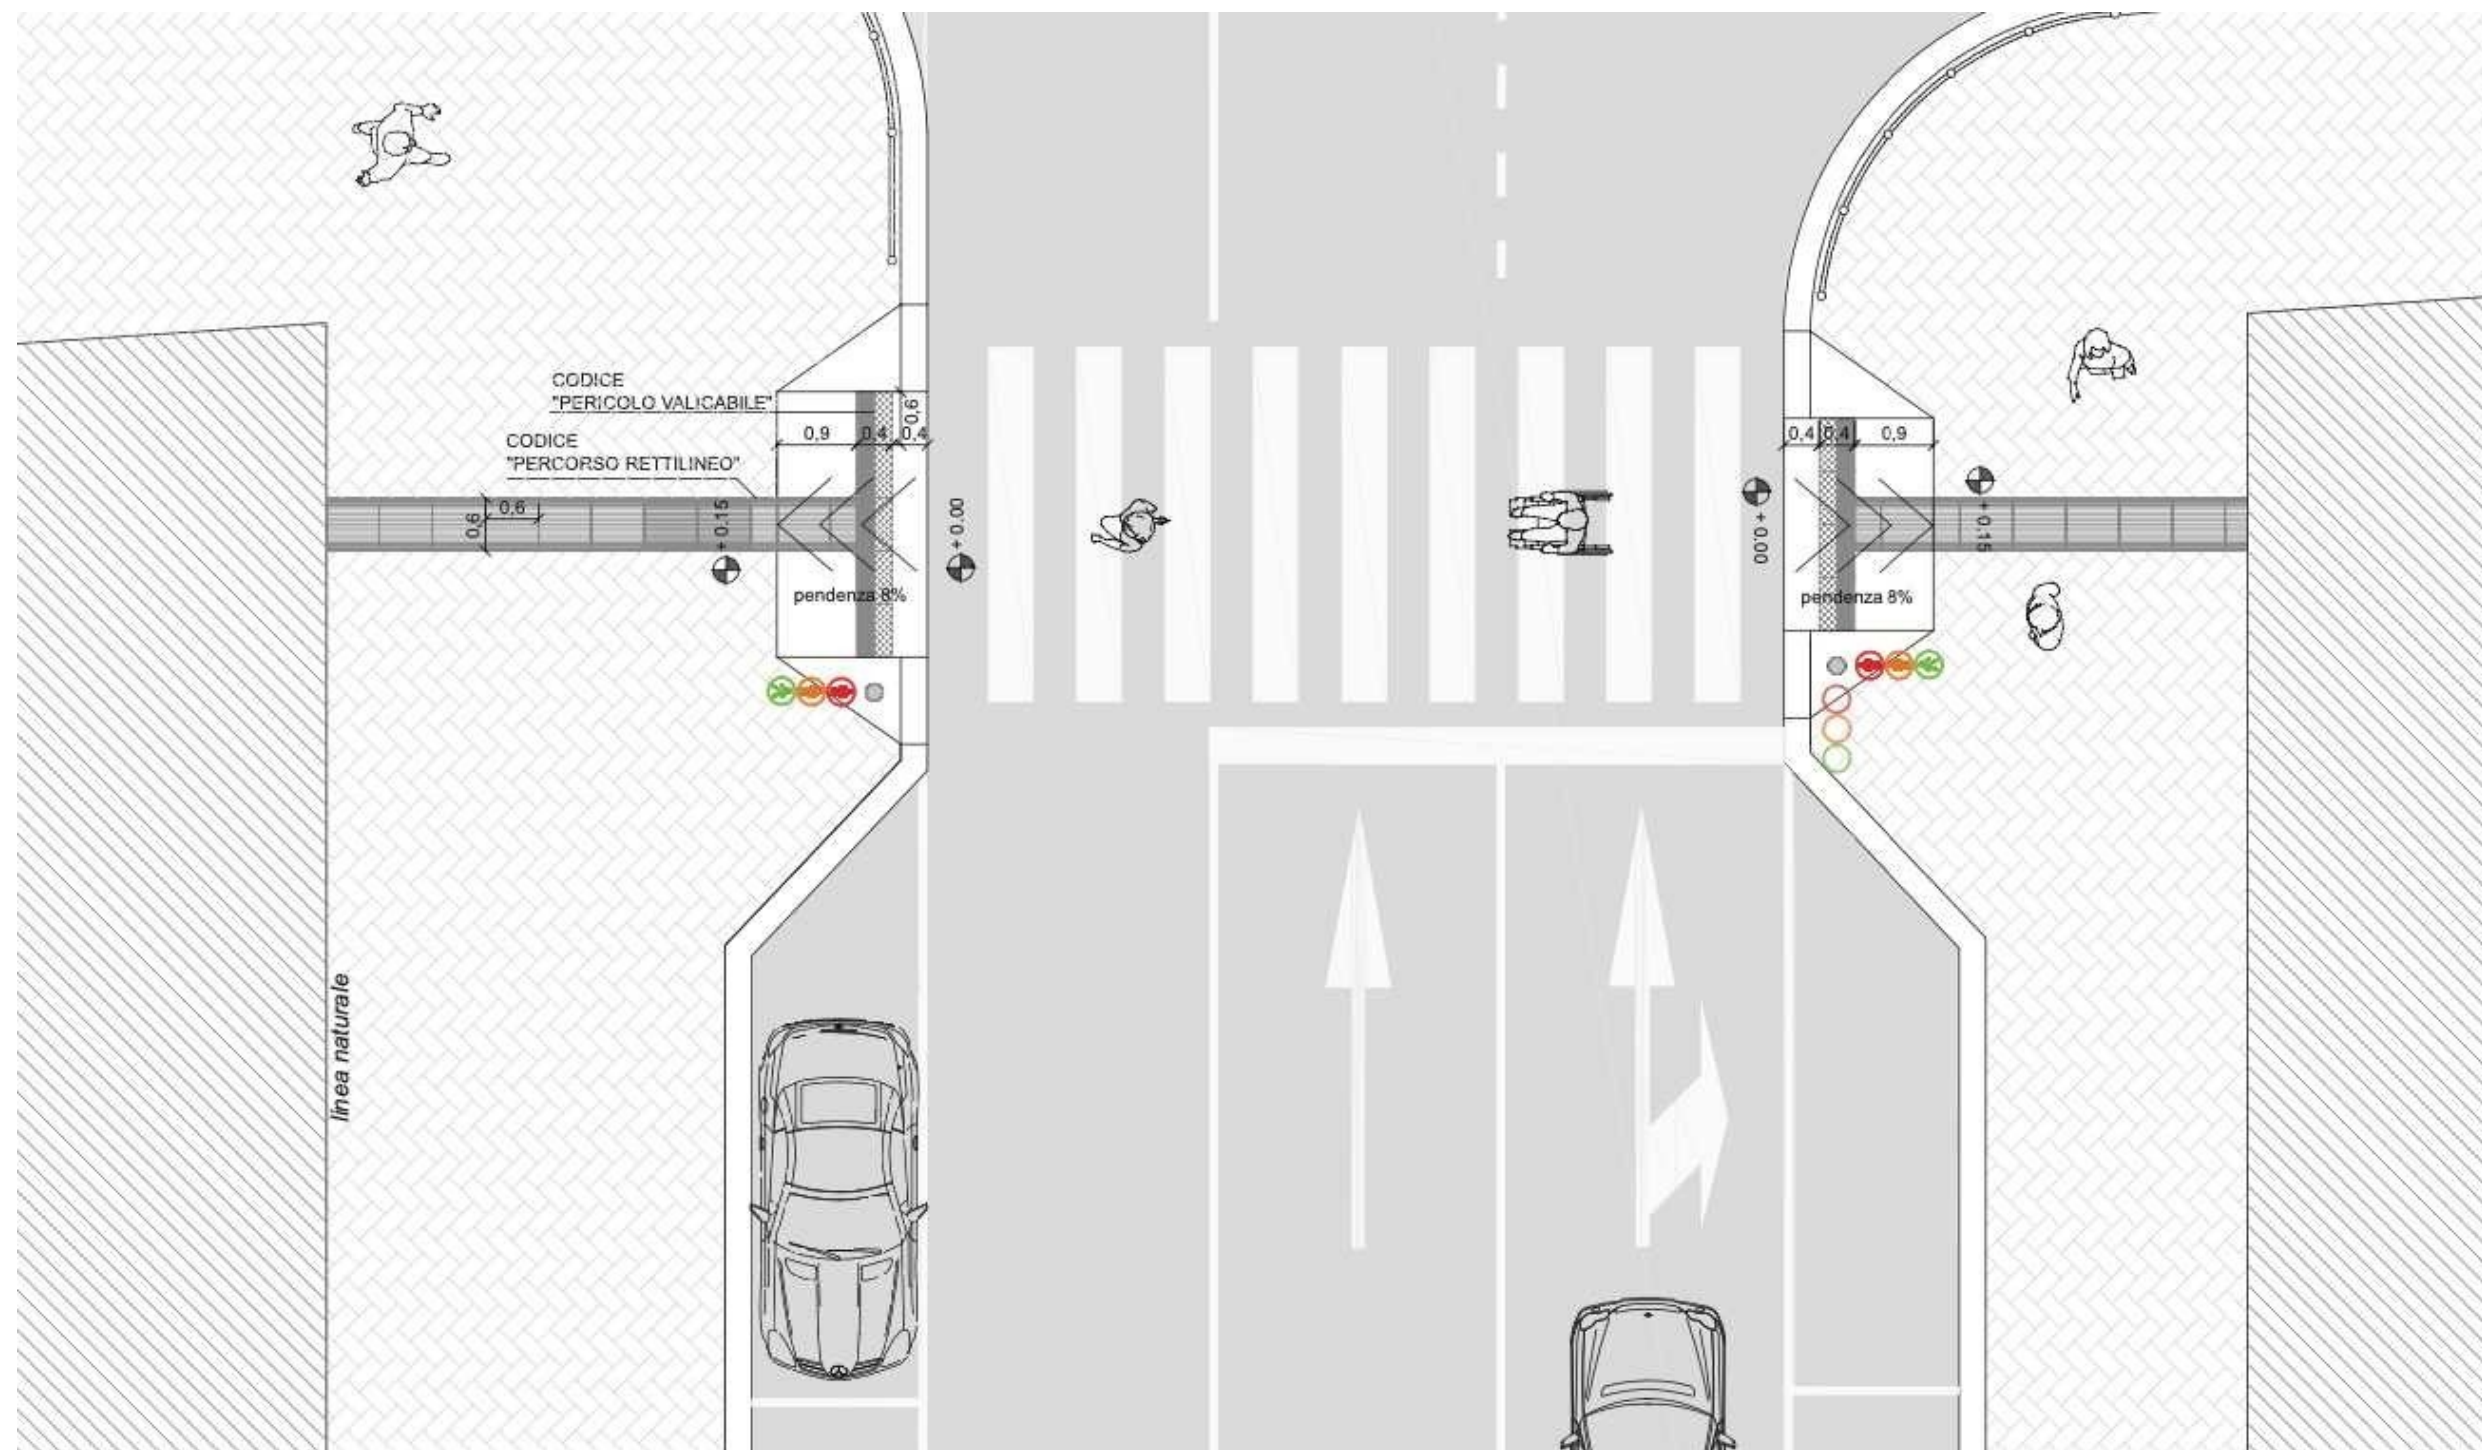 CODICE
"PERICOLO VALICABILE"
0,6
0,9
0,4
0,4
0,4
0,4
0,9
CODICE
"PERCORSO RETTILINEO"
0,6
0,6
+ 0.15
+ 0.00
+ 0.00
+ 0.15
pendenza 8%
pendenza 8%
linea naturale